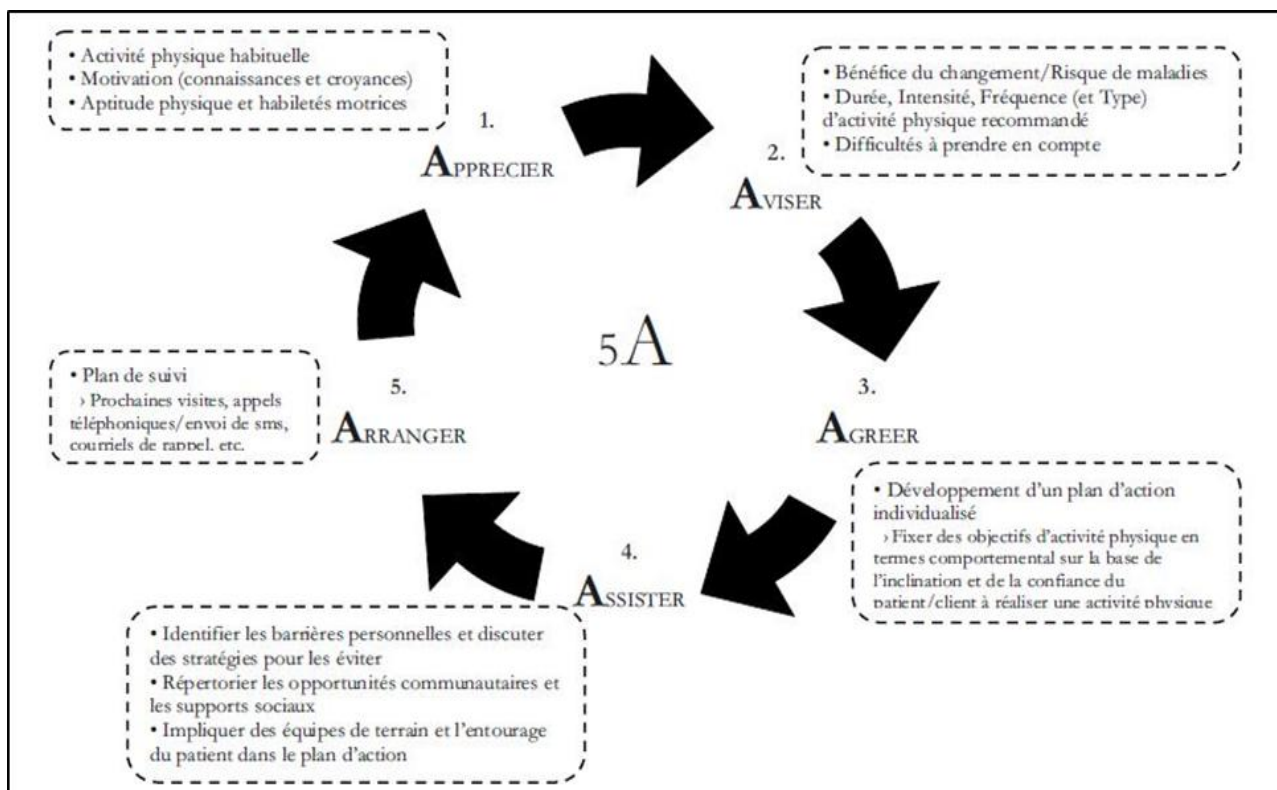 • Activité physique habituelle
• Motivation (connaissances et croyances)
• Aptitude physique et habiletés motrices
1.
APPRECIER
• Bénéfice du changement/Risque de maladies
• Durée, Intensité, Fréquence (et Type)
d'activité physique recommandé
• Difficultés à prendre en compte
2.
AVISER
5A
3.
AGREER
• Développement d'un plan d'action
individualisé
› Fixer des objectifs d'activité physique en
termes comportemental sur la base de
l'inclination et de la confiance du
patient/client à réaliser une activité physique
4.
ASSISTER
• Identifier les barrières personnelles et discuter
des stratégies pour les éviter
• Répertorier les opportunités communautaires et
les supports sociaux
• Impliquer des équipes de terrain et l'entourage
du patient dans le plan d'action
5.
ARRANGER
• Plan de suivi
› Prochaines visites, appels
téléphoniques/envoi de sms,
courriels de rappel, etc.